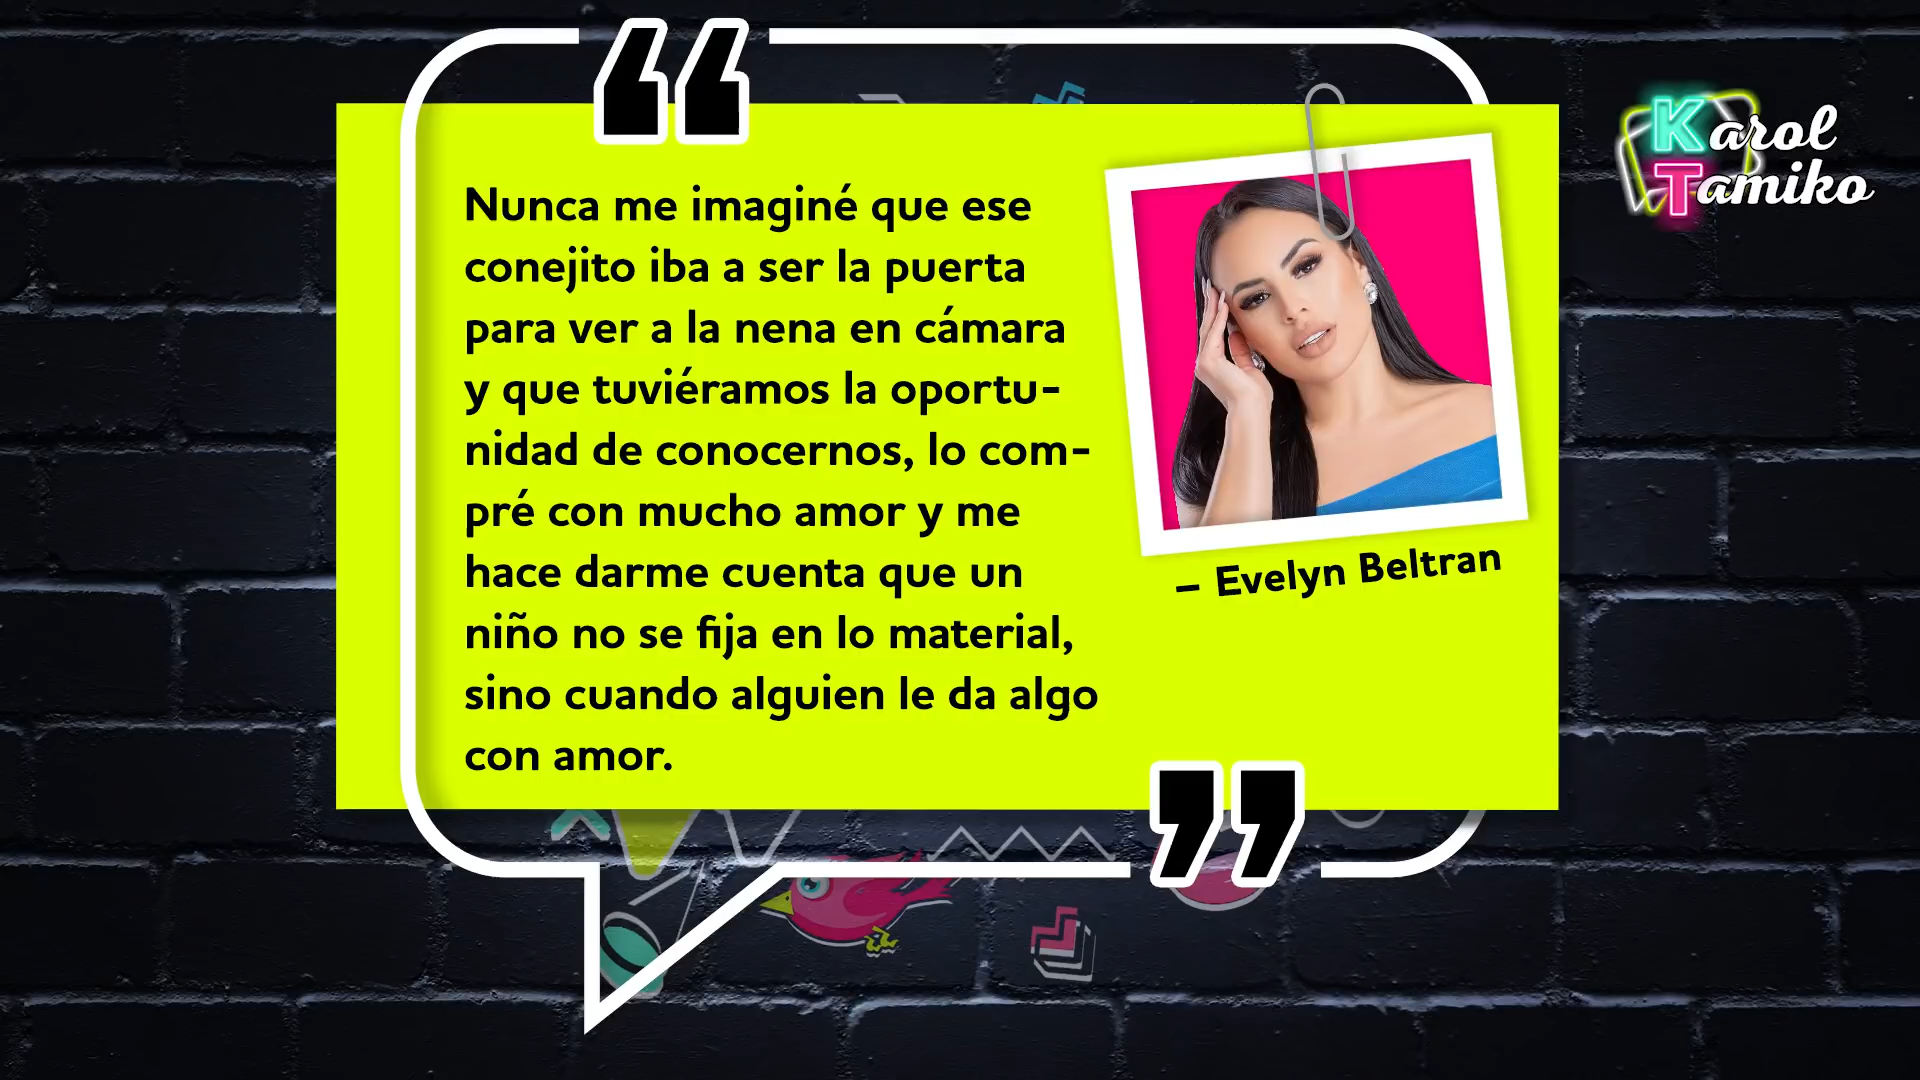 Nunca me imaginé que ese
conejito iba a ser la puerta
para ver a la nena en cámara
y que tuviéramos la oportu-
nidad de conocernos, lo com-
pré con mucho amor y me
hace darme cuenta que un
niño no se fija en lo material,
sino cuando alguien le da algo
con amor.
– Evelyn Beltran
Karol
Tamiko